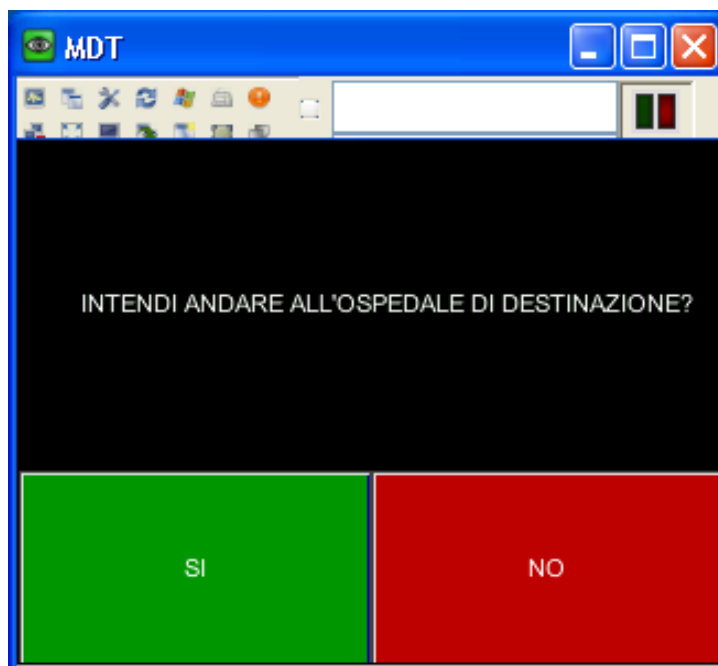 MDT
INTENDI ANDARE ALL'OSPEDALE DI DESTINAZIONE?
SI
NO